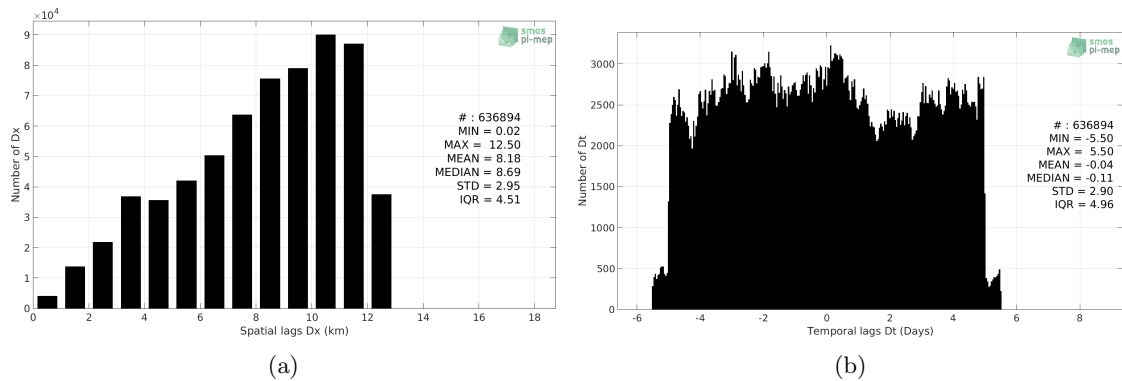 ×10⁴
9
8
7
6
5
4
3
2
1
0
Number of Dx
0 2 4 6 8 10 12 14 16 18
Spatial lags Dx (km)
smos
pi-mep
# : 636894
MIN = 0.02
MAX = 12.50
MEAN = 8.18
MEDIAN = 8.69
STD = 2.95
IQR = 4.51
(a)
3000
2500
2000
1500
1000
500
0
Number of Dt
-6 -4 -2 0 2 4 6 8
Temporal lags Dt (Days)
smos
pi-mep
# : 636894
MIN = -5.50
MAX = 5.50
MEAN = -0.04
MEDIAN = -0.11
STD = 2.90
IQR = 4.96
(b)